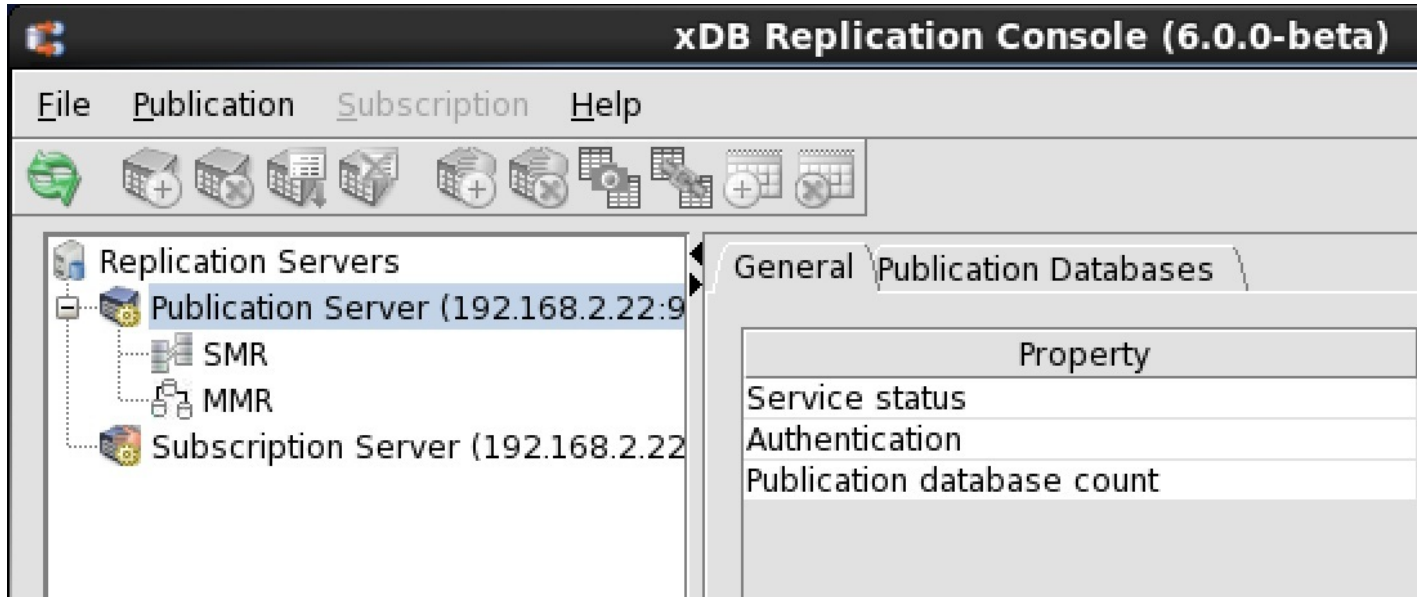 xDB Replication Console (6.0.0-beta)
File Publication Subscription Help
Replication Servers
Publication Server (192.168.2.22:9
SMR
MMR
Subscription Server (192.168.2.22
General Publication Databases
Property
Service status
Authentication
Publication database count